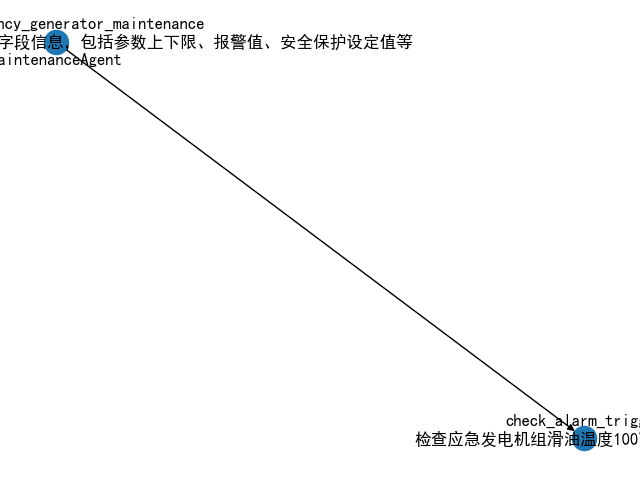 ncy_generator_maintenance
字段信息，包括参数上下限、报警值、安全保护设定值等
aintenanceAgent
check_alarm_trigg
检查应急发电机组滑油温度100